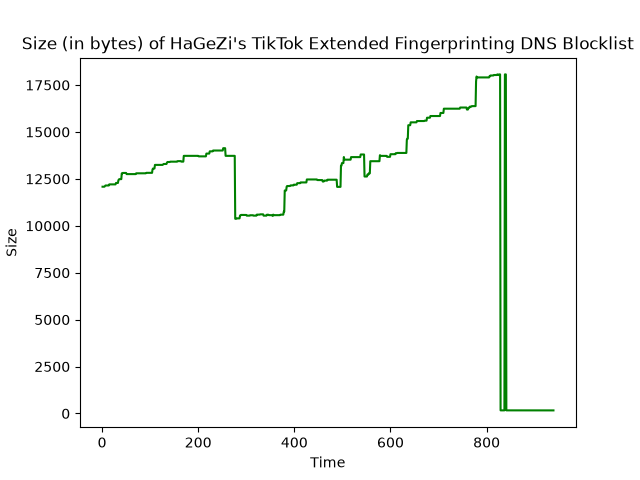 Size (in bytes) of HaGeZi's TikTok Extended Fingerprinting DNS Blocklist
17500
15000
12500
10000
7500
5000
2500
0
Size
0 200 400 600 800
Time